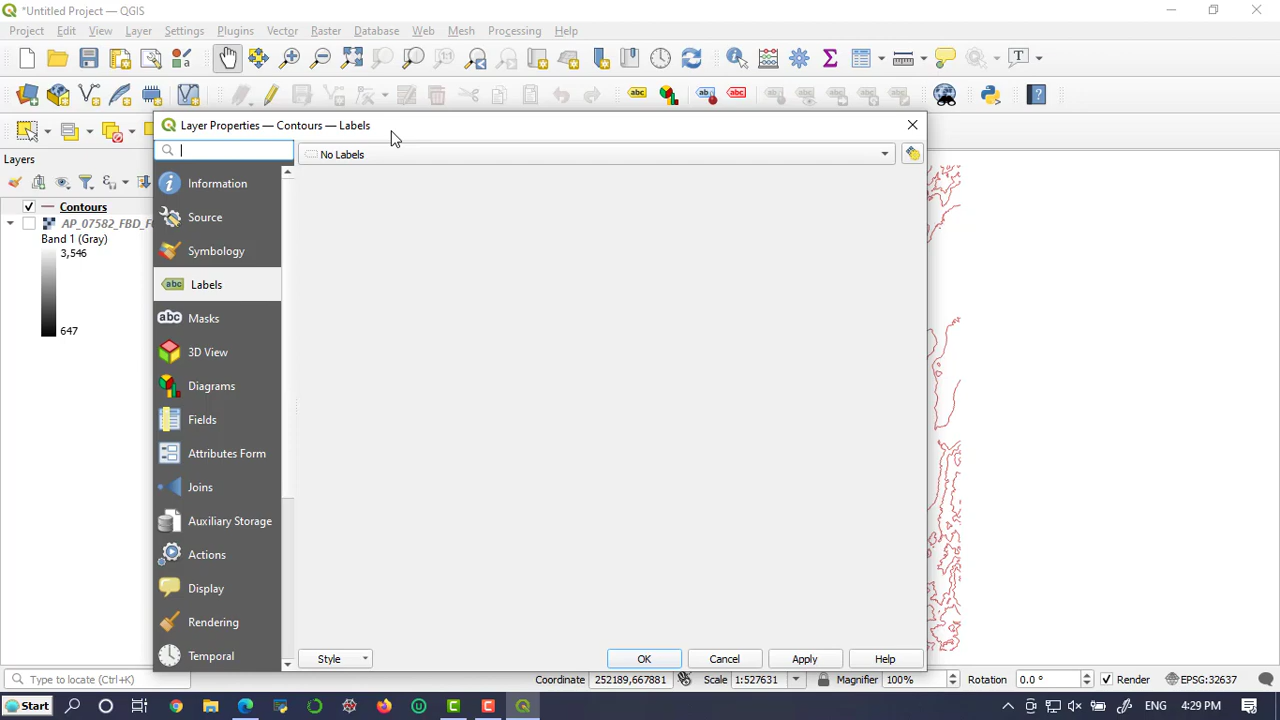 *Untitled Project — QGIS
Project Edit View Layer Settings Plugins Vector Raster Database Web Mesh Processing Help
Layer Properties — Contours — Labels
No Labels
Layers
Contours
AP_07582_FBD_F
Band 1 (Gray)
3,546
647
Information
Source
Symbology
abc Labels
abc Masks
3D View
Diagrams
Fields
Attributes Form
Joins
Auxiliary Storage
Actions
Display
Rendering
Temporal
Style OK Cancel Apply Help
Type to locate (Ctrl+K) Coordinate 252189,667881 Scale 1:527631 Magnifier 100% Rotation 0.0 ° Render EPSG:32637
Start ENG 4:29 PM